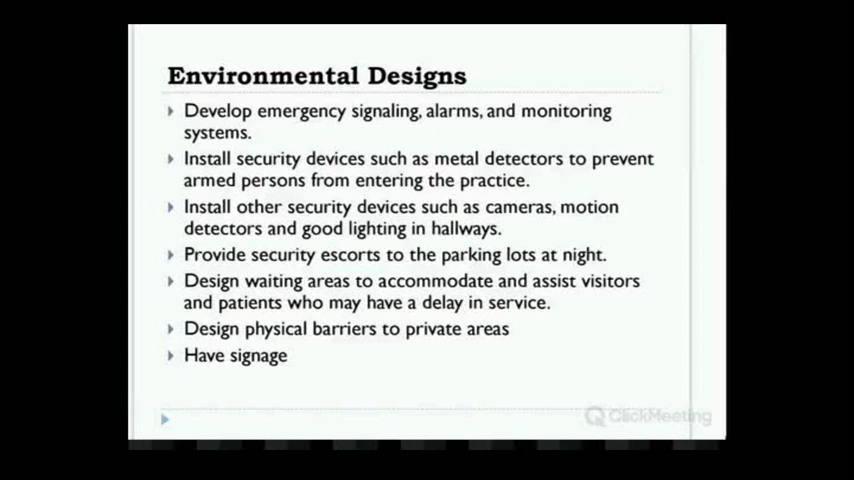 Environmental Designs
Develop emergency signaling, alarms, and monitoring
systems.
Install security devices such as metal detectors to prevent
armed persons from entering the practice.
Install other security devices such as cameras, motion
detectors and good lighting in hallways.
Provide security escorts to the parking lots at night.
Design waiting areas to accommodate and assist visitors
and patients who may have a delay in service.
Design physical barriers to private areas
Have signage
ClickMeeting